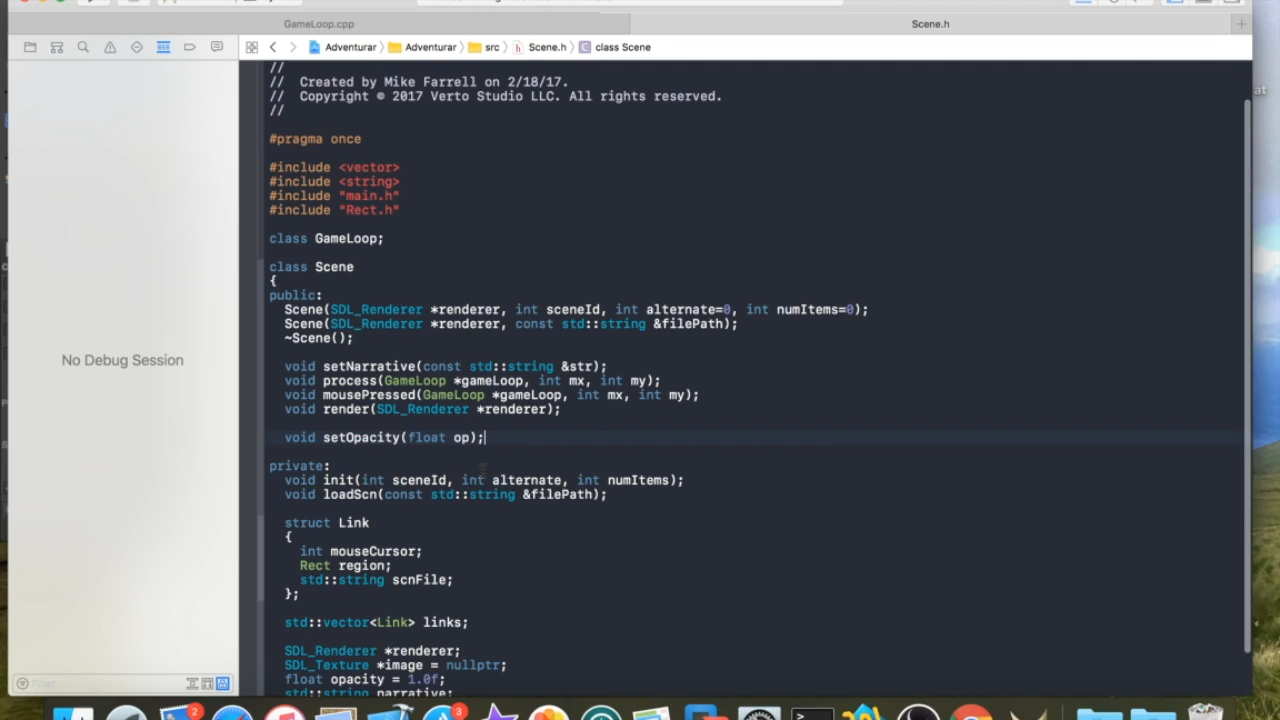 GameLoop.cpp
Scene.h
Adventurar
Adventurar
src
Scene.h
class Scene
//
//  Created by Mike Farrell on 2/18/17.
//  Copyright © 2017 Verto Studio LLC. All rights reserved.
//
#pragma once
#include <vector>
#include <string>
#include "main.h"
#include "Rect.h"
class GameLoop;
class Scene
{
public:
  Scene(SDL_Renderer *renderer, int sceneId, int alternate=0, int numItems=0);
  Scene(SDL_Renderer *renderer, const std::string &filePath);
  ~Scene();
  void setNarrative(const std::string &str);
  void process(GameLoop *gameLoop, int mx, int my);
  void mousePressed(GameLoop *gameLoop, int mx, int my);
  void render(SDL_Renderer *renderer);
  void setOpacity(float op);
private:
  void init(int sceneId, int alternate, int numItems);
  void loadScn(const std::string &filePath);
  struct Link
  {
    int mouseCursor;
    Rect region;
    std::string scnFile;
  };
  std::vector<Link> links;
  SDL_Renderer *renderer;
  SDL_Texture *image = nullptr;
  float opacity = 1.0f;
  std::string narrative;
No Debug Session
Filter
2
3
at